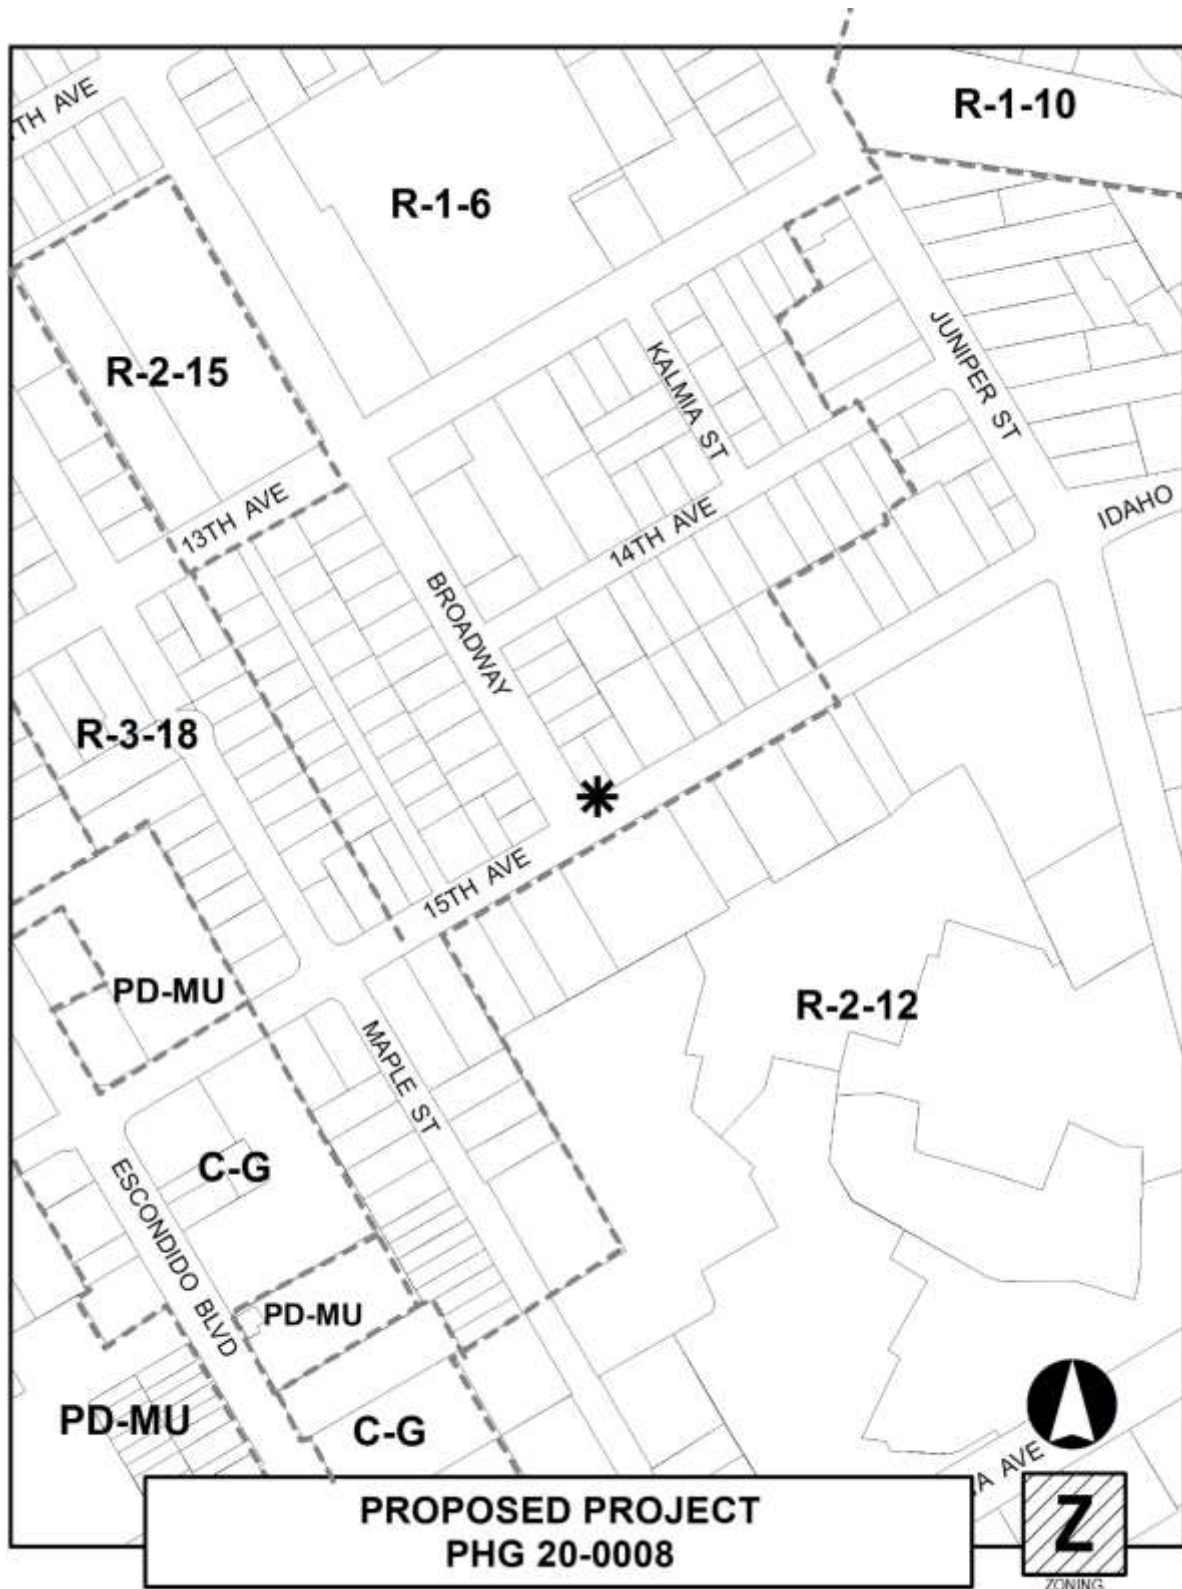 TH AVE
R-1-10
R-1-6
R-2-15
KALMIA ST
JUNIPER ST
13TH AVE
IDAHO
14TH AVE
BROADWAY
R-3-18
15TH AVE
PD-MU
R-2-12
MAPLE ST
C-G
ESCONDIDO BLVD
PD-MU
PD-MU
C-G
IA AVE
PROPOSED PROJECT
PHG 20-0008
Z
ZONING